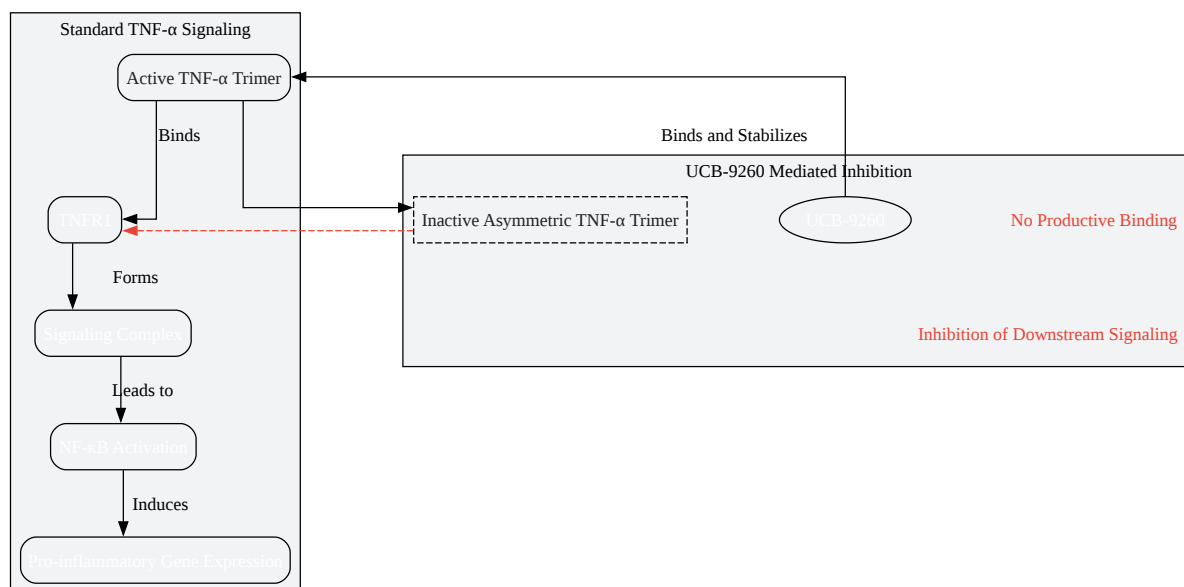 Standard TNF-α Signaling
Active TNF-α Trimer
Binds
TNFR1
Forms
Signaling Complex
Leads to
NF-κB Activation
Induces
Pro-inflammatory Gene Expression
Binds and Stabilizes
UCB-9260 Mediated Inhibition
Inactive Asymmetric TNF-α Trimer
UCB-9260
No Productive Binding
Inhibition of Downstream Signaling